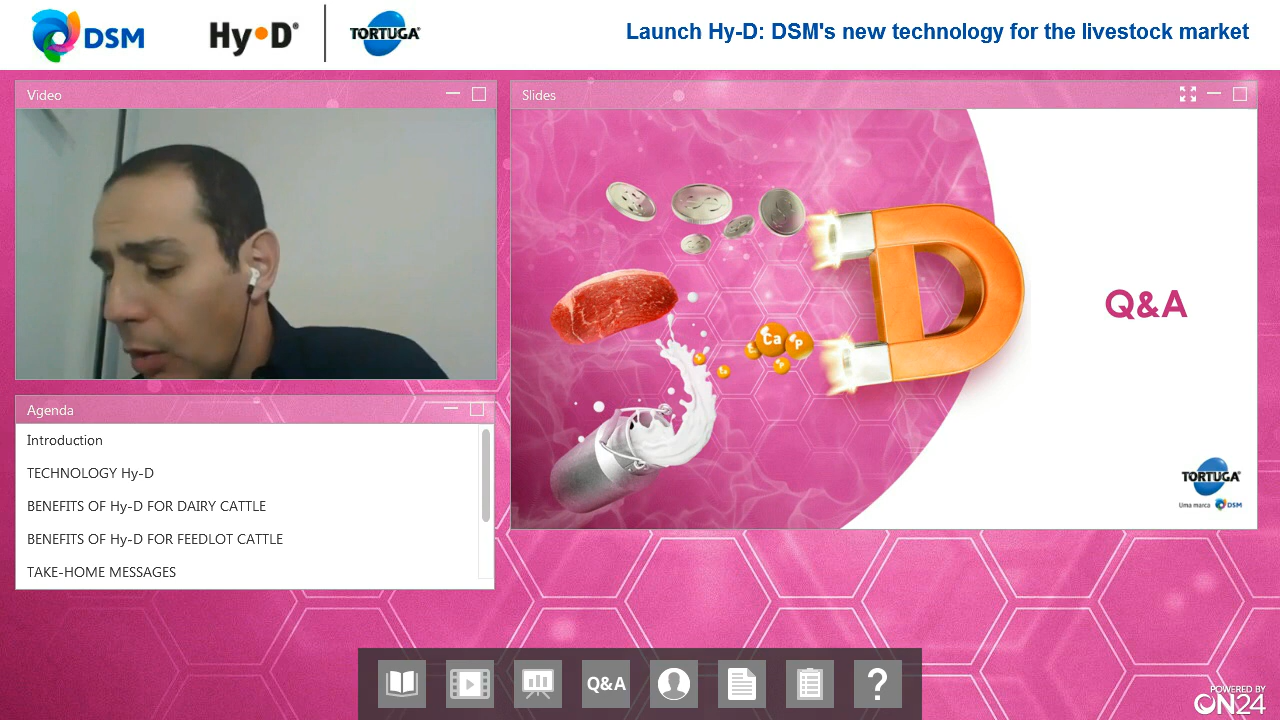 DSM
Hy•D®
TORTUGA
Launch Hy-D: DSM's new technology for the livestock market
Video
Slides
Ca
P
Q&A
TORTUGA
Uma marca DSM
Agenda
Introduction
TECHNOLOGY Hy-D
BENEFITS OF Hy-D FOR DAIRY CATTLE
BENEFITS OF Hy-D FOR FEEDLOT CATTLE
TAKE-HOME MESSAGES
Q&A
?
POWERED BY
ON24